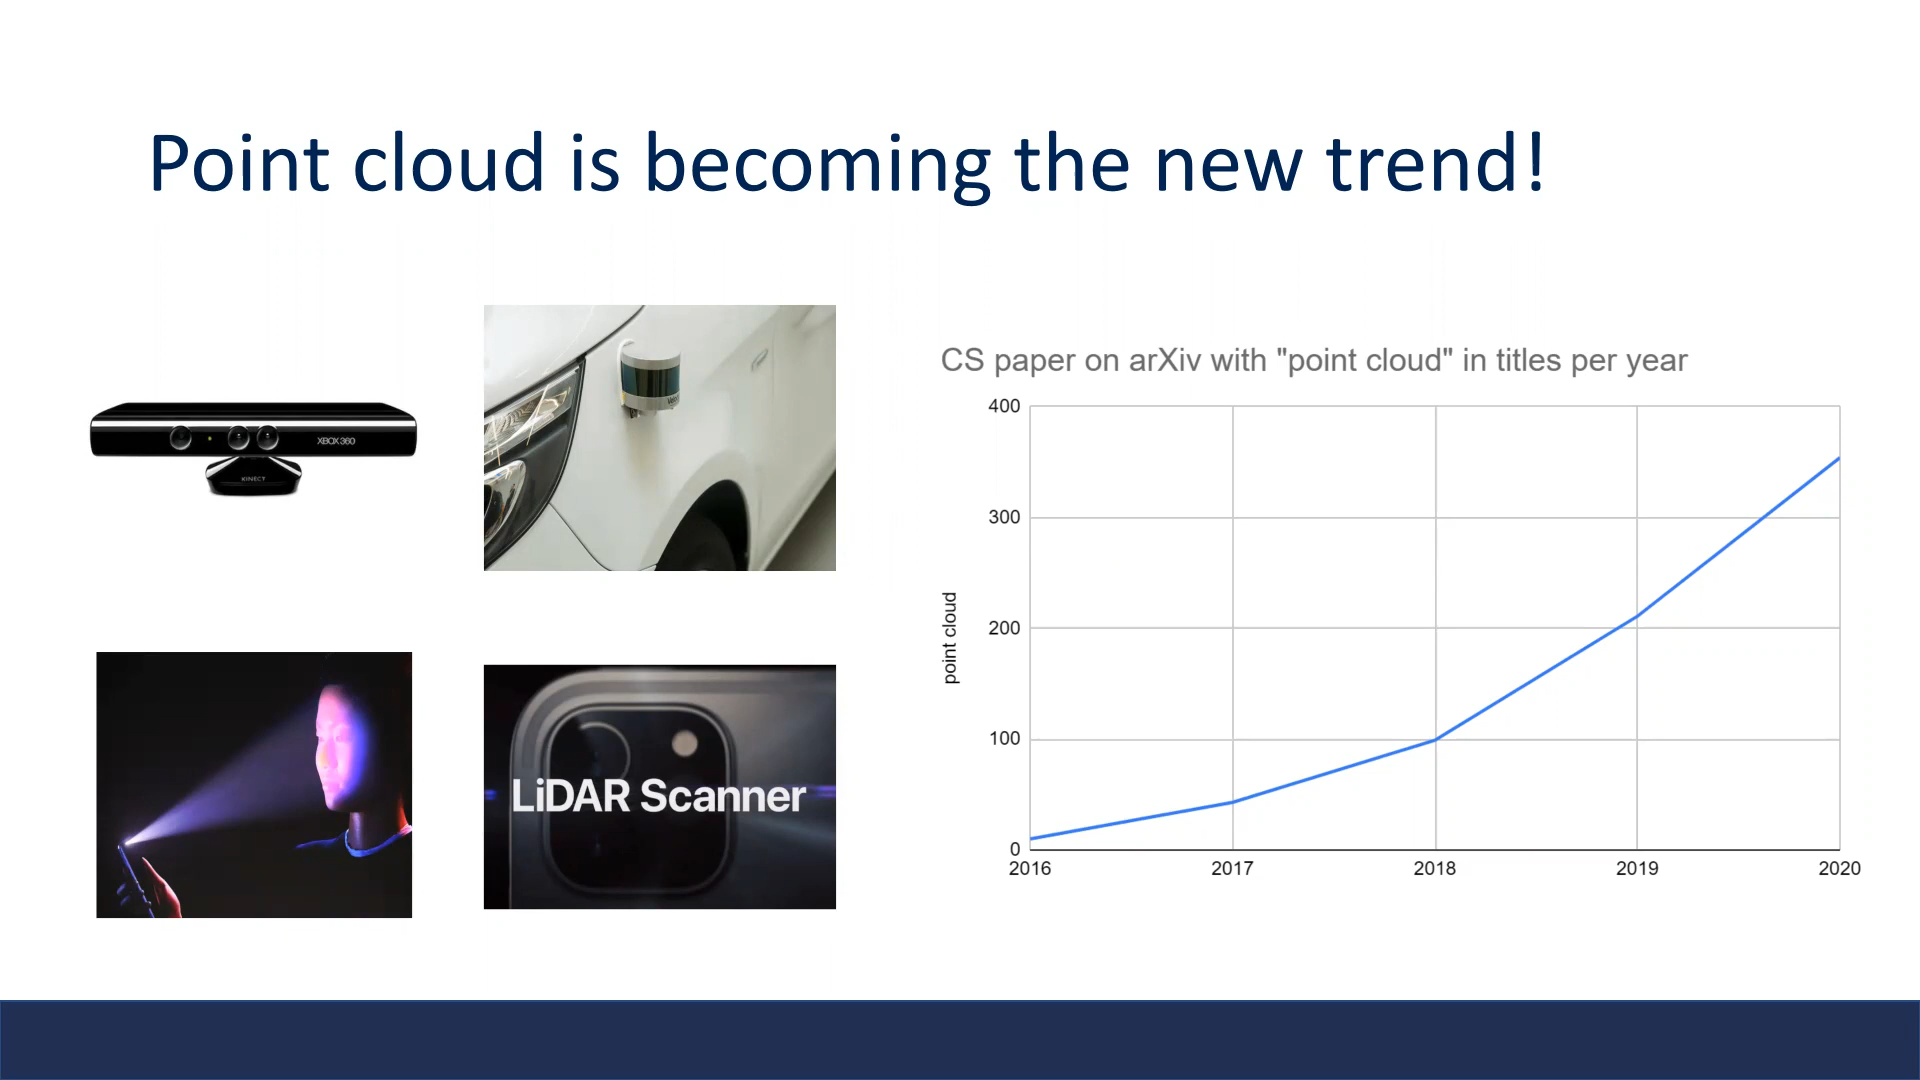 Point cloud is becoming the new trend!
XBOX 360
KINECT
LiDAR Scanner
CS paper on arXiv with "point cloud" in titles per year
point cloud
400
300
200
100
0
2016
2017
2018
2019
2020